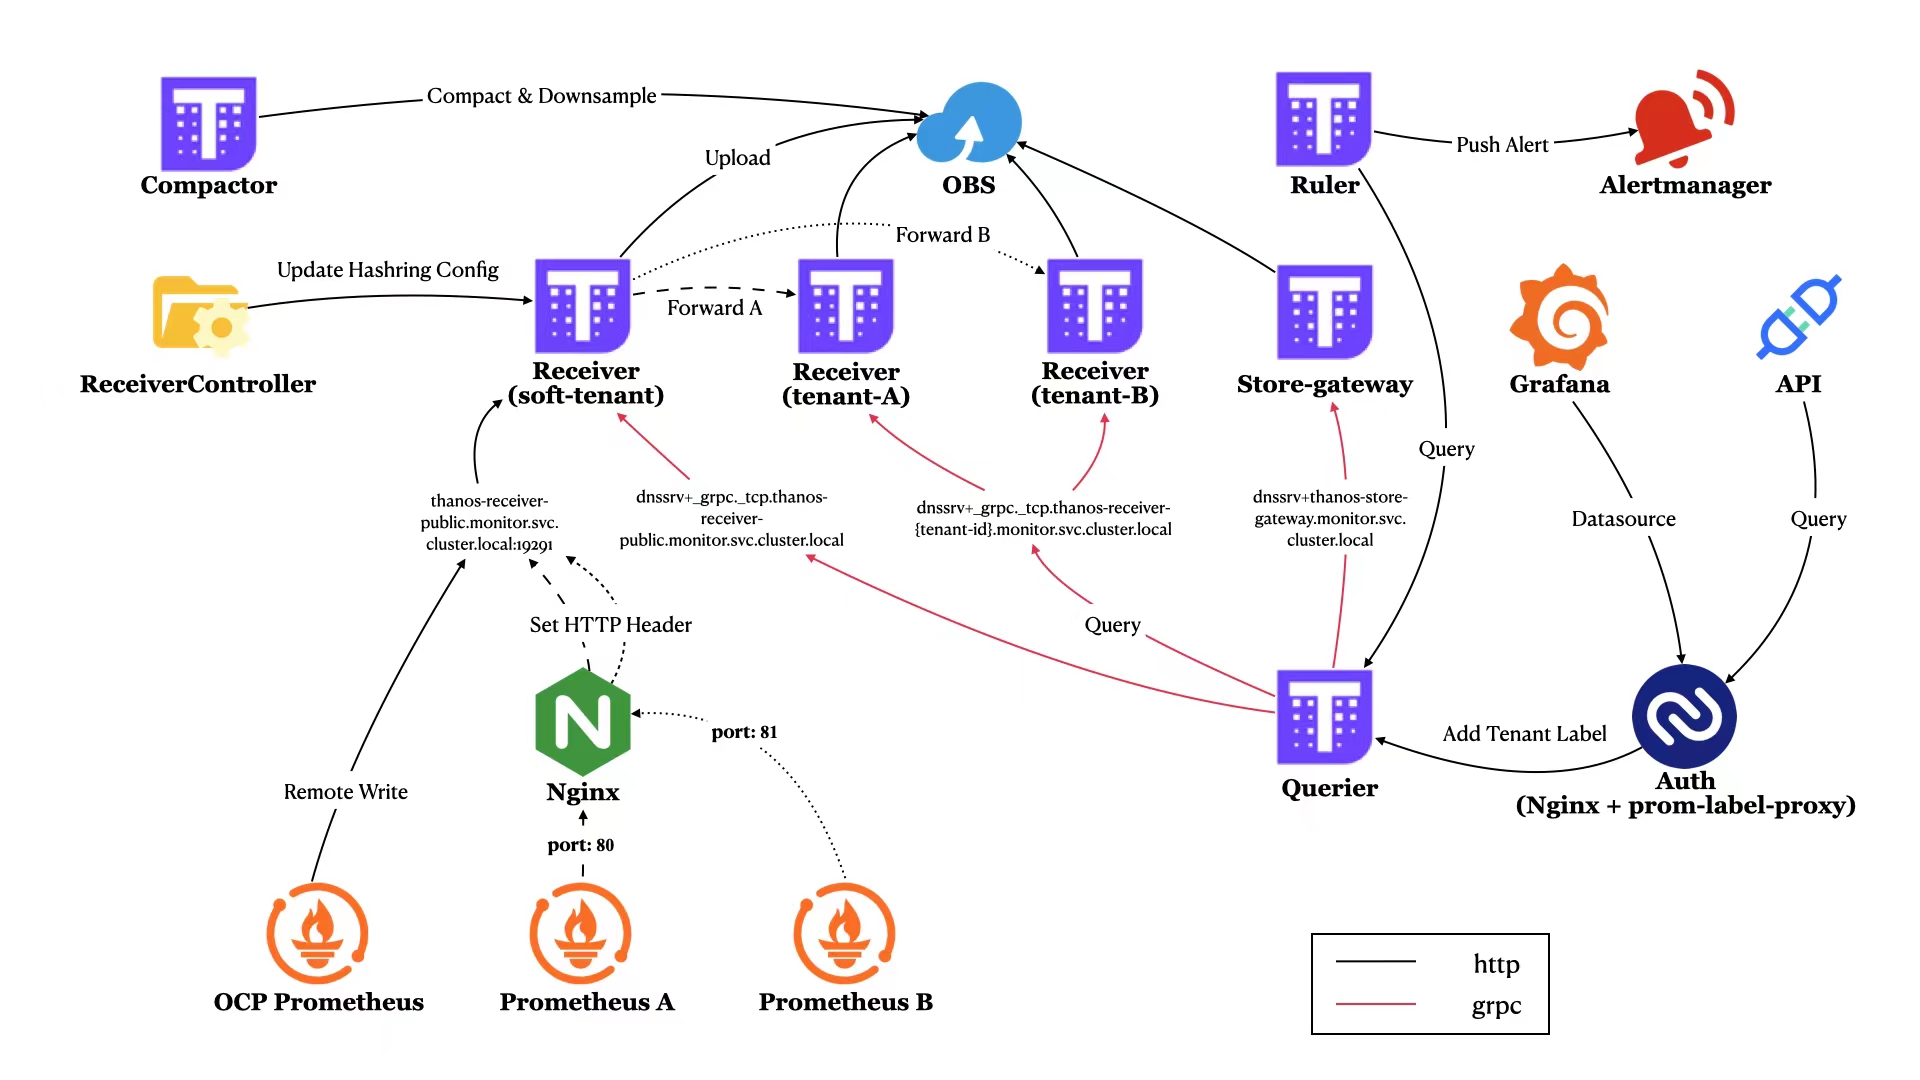 Compact & Downsample
Upload
Compactor
OBS
Ruler
Push Alert
Alertmanager
Forward B
Update Hashring Config
Forward A
ReceiverController
Receiver
(soft-tenant)
Receiver
(tenant-A)
Receiver
(tenant-B)
Store-gateway
Grafana
API
Query
thanos-receiver-
public.monitor.svc.
cluster.local:19291
dnssrv+_grpc._tcp.thanos-
receiver-
public.monitor.svc.cluster.local
dnssrv+_grpc._tcp.thanos-receiver-
{tenant-id}.monitor.svc.cluster.local
dnssrv+thanos-store-
gateway.monitor.svc.
cluster.local
Datasource
Query
Set HTTP Header
Query
port: 81
Add Tenant Label
Remote Write
Nginx
Querier
Auth
(Nginx + prom-label-proxy)
port: 80
OCP Prometheus
Prometheus A
Prometheus B
http
grpc